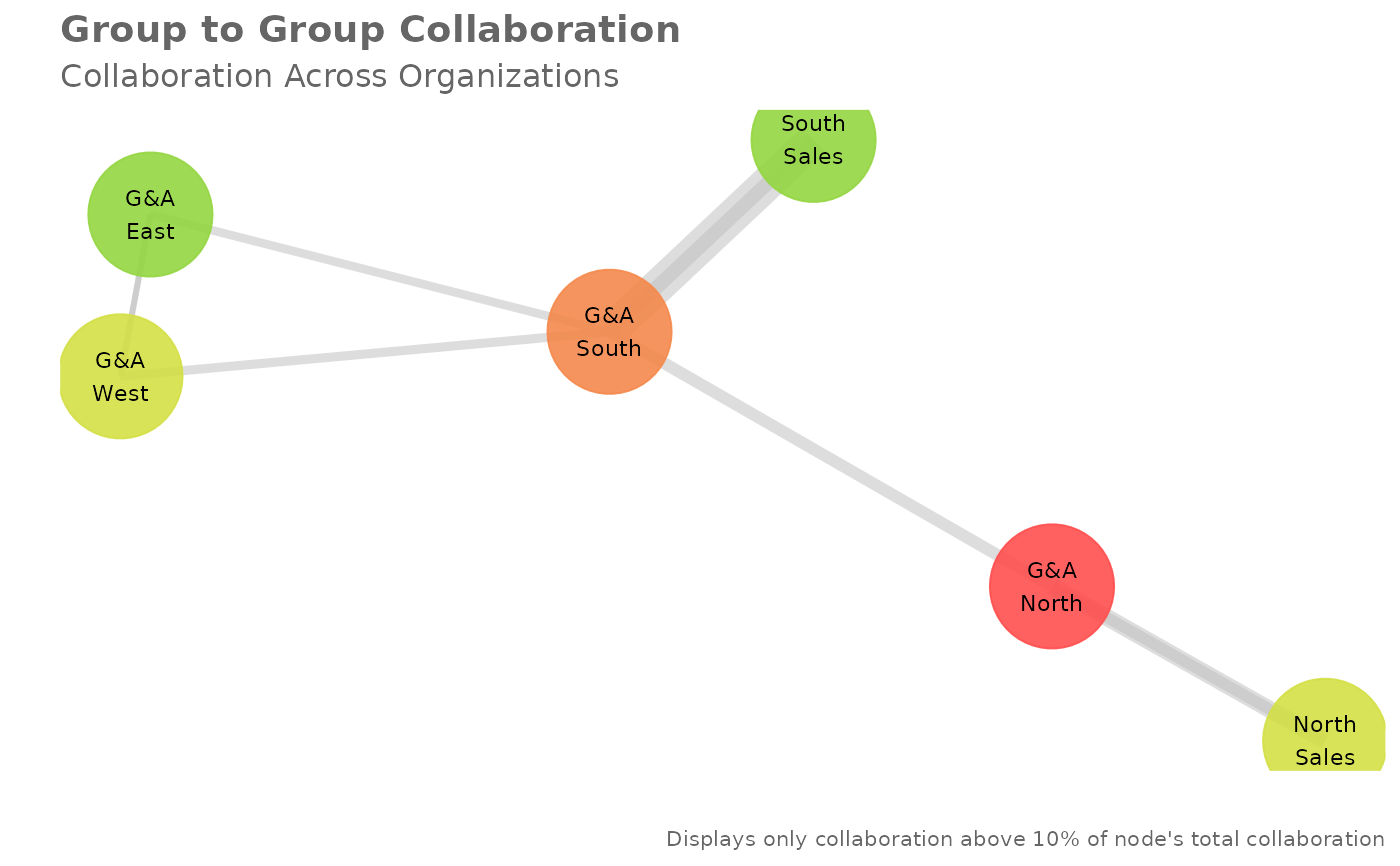 Group to Group Collaboration
Collaboration Across Organizations
South
Sales
G&A
East
G&A
South
G&A
West
G&A
North
North
Sales
Displays only collaboration above 10% of node's total collaboration